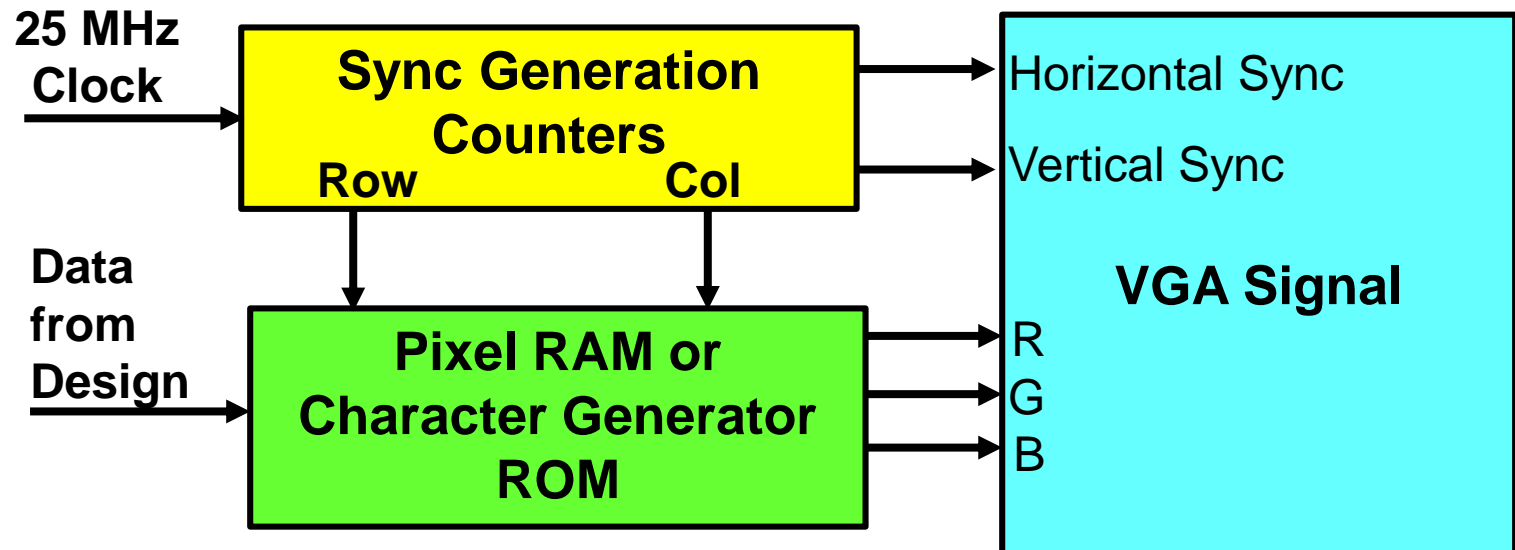 25 MHz
Clock
Sync Generation
Counters
Row Col
Horizontal Sync
Vertical Sync
Data
from
Design
Pixel RAM or
Character Generator
ROM
VGA Signal
R
G
B